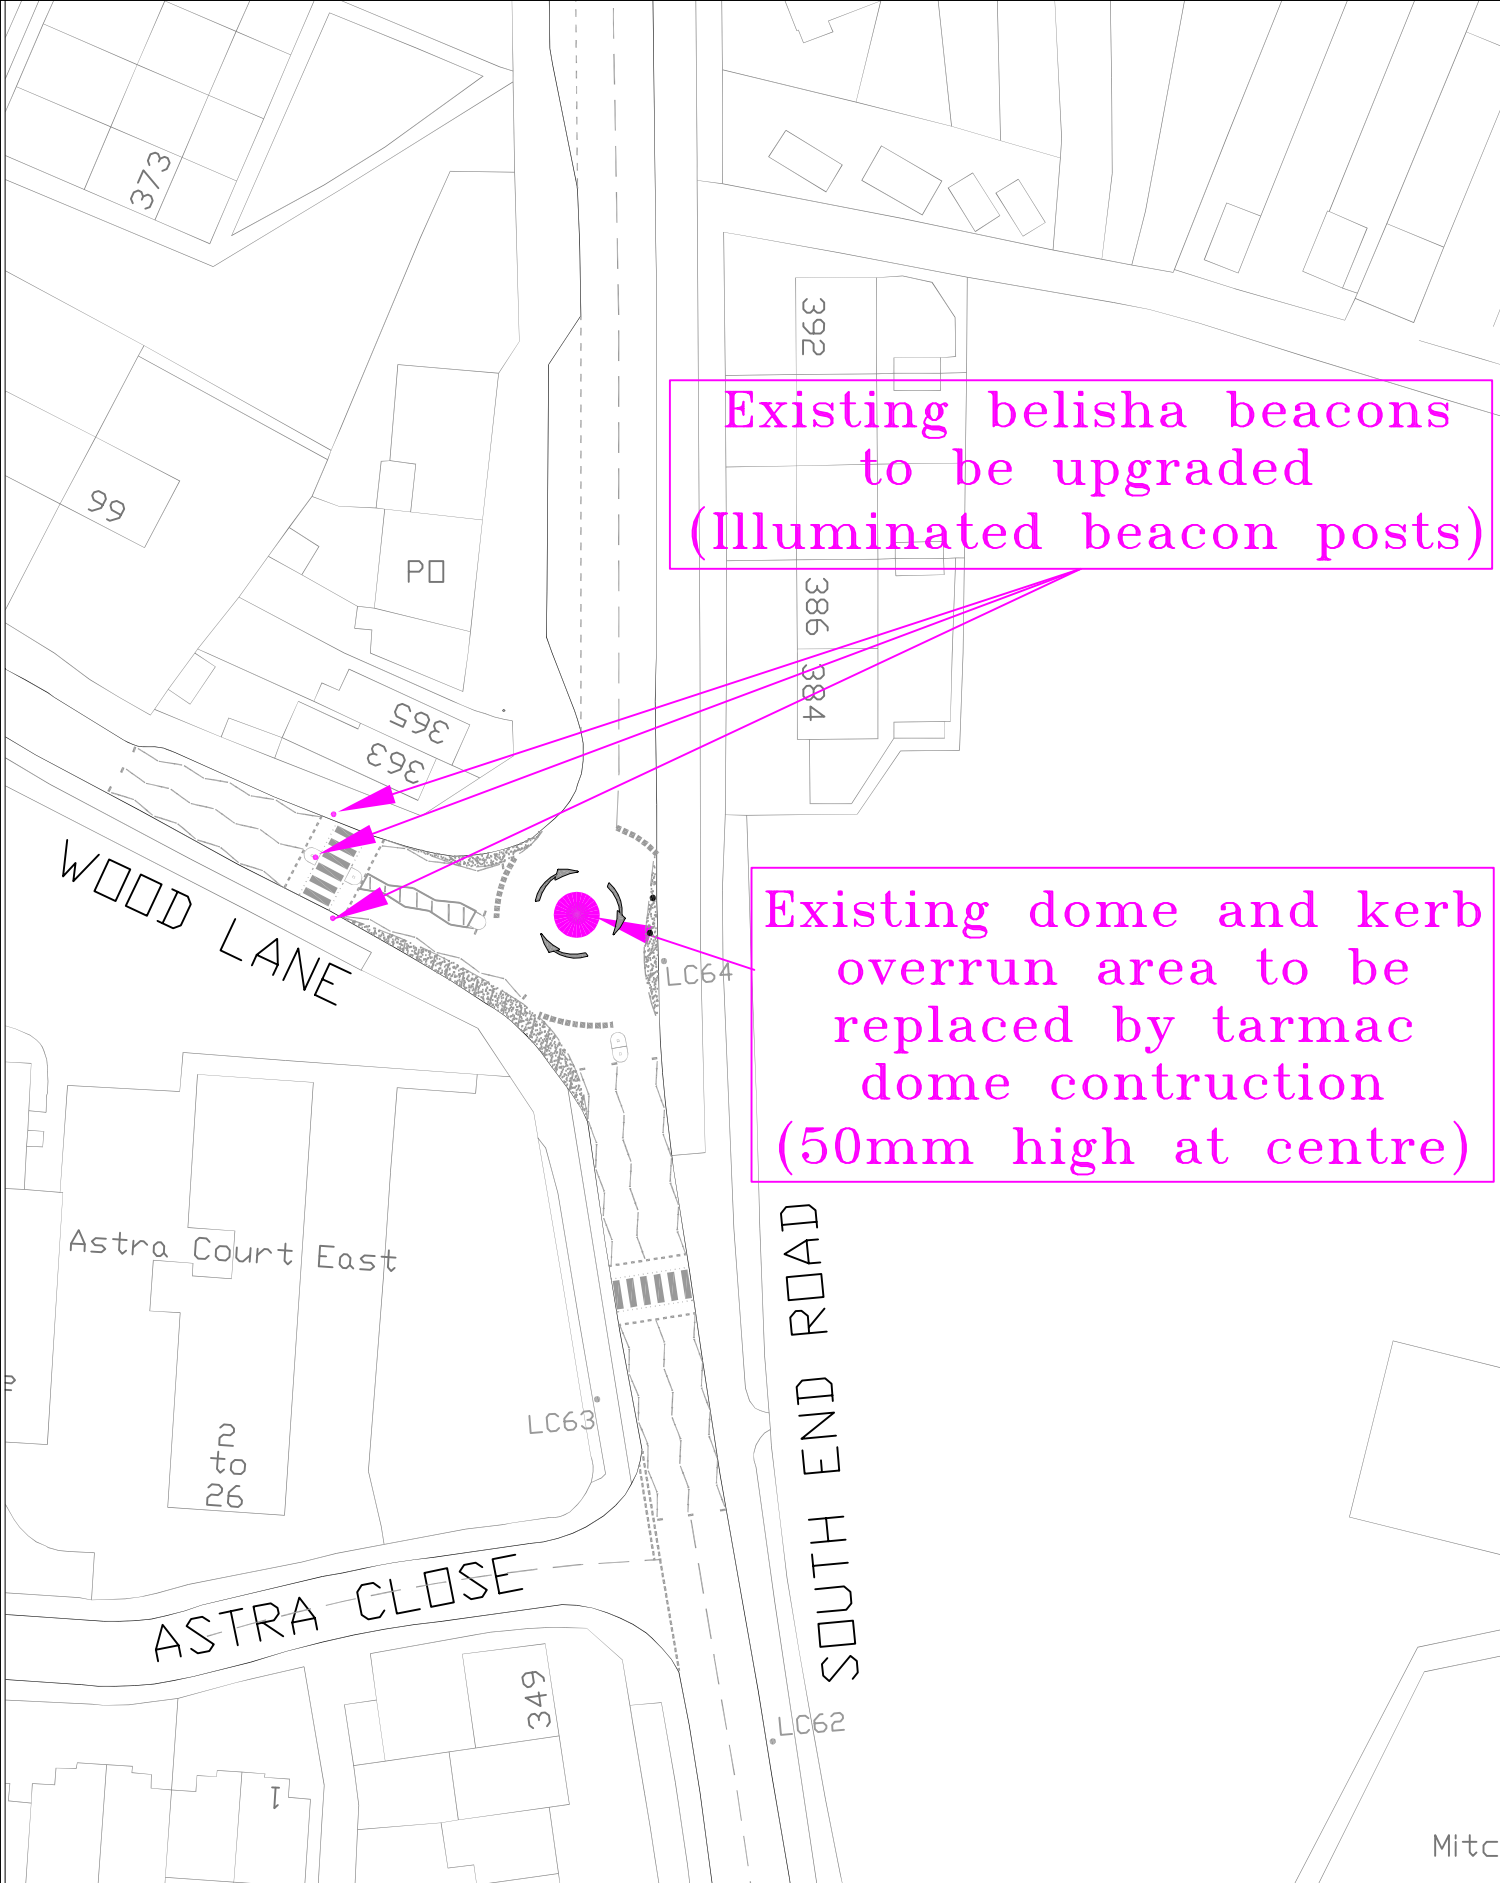 373
392
Existing belisha beacons
to be upgraded
(Illuminated beacon posts)
99
PO
386
384
365
363
WOOD LANE
Existing dome and kerb
overrun area to be
replaced by tarmac
dome contruction
(50mm high at centre)
LC64
Astra Court East
SOUTH END ROAD
LC63
2
to
26
ASTRA CLOSE
349
LC62
1
Mitc